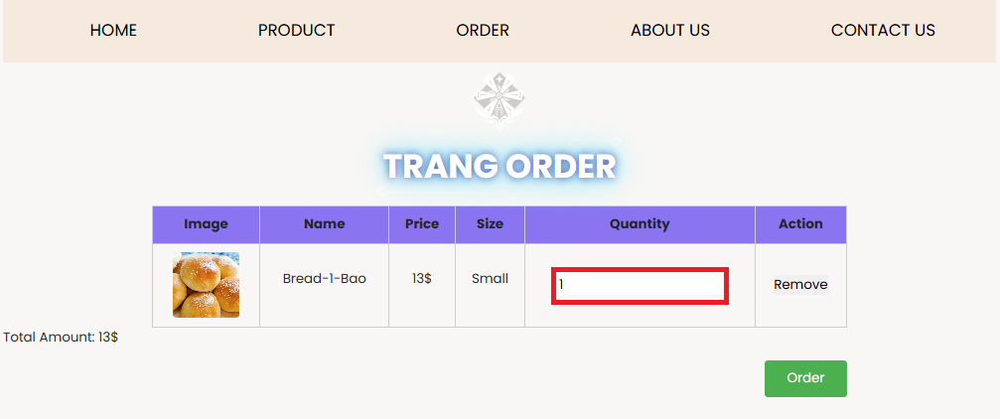 HOME PRODUCT ORDER ABOUT US CONTACT US
TRANG ORDER
Image Name Price Size Quantity Action
Bread-1-Bao 13$ Small 1 Remove
Total Amount: 13$
Order